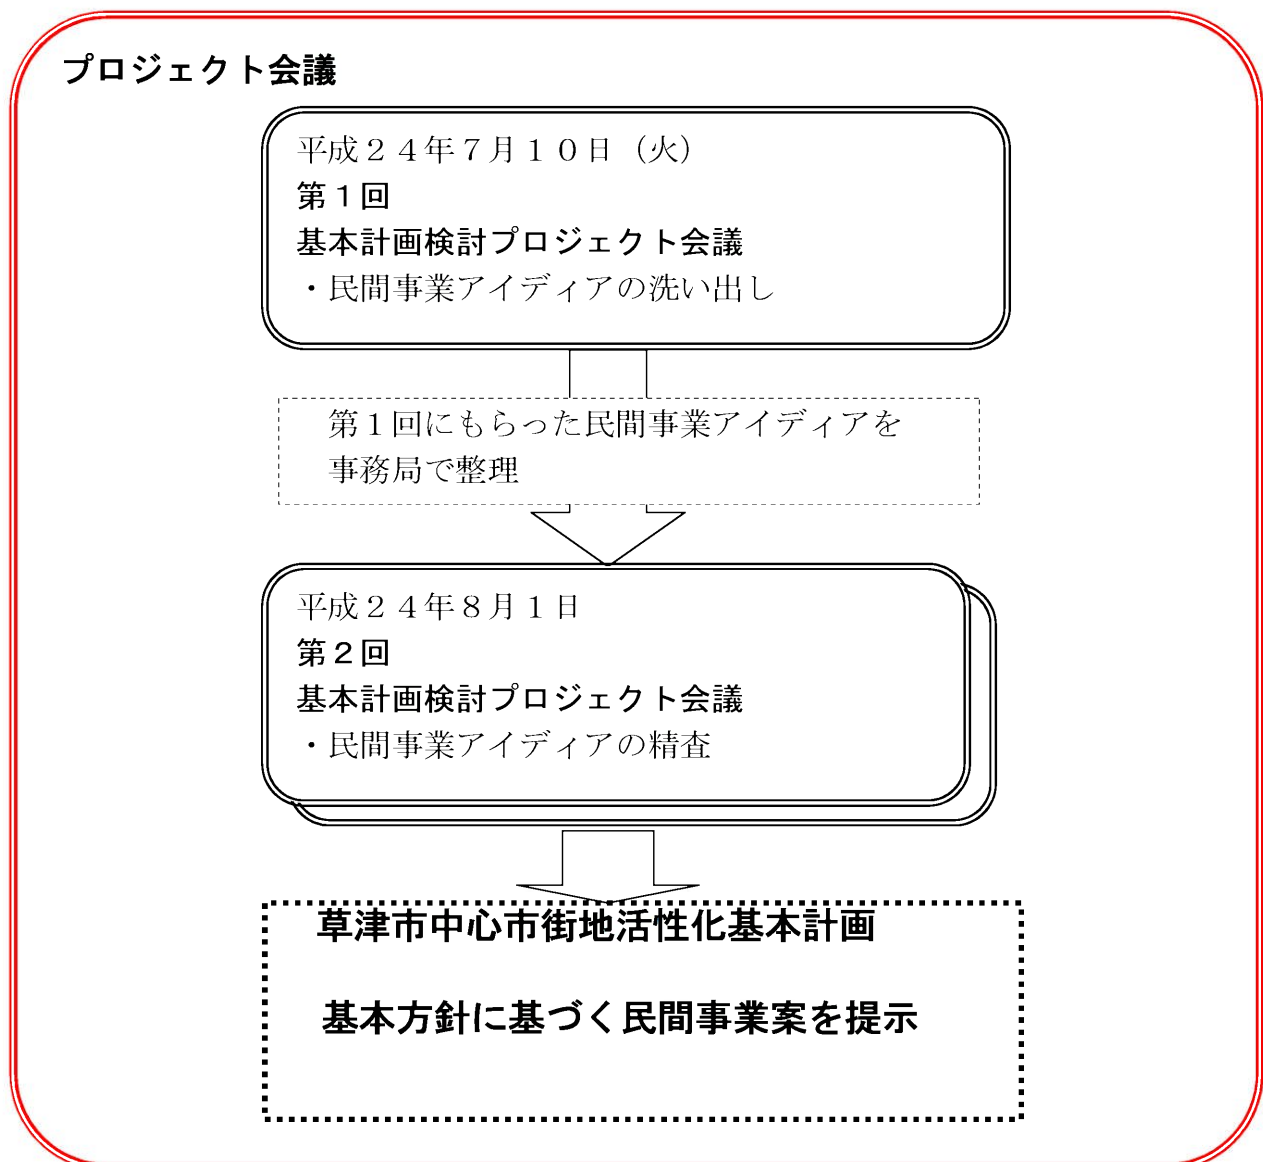 プロジェクト会議
平成２４年７月１０日（火）
第１回
基本計画検討プロジェクト会議
・民間事業アイディアの洗い出し
第１回にもらった民間事業アイディアを
事務局で整理
平成２４年８月１日
第２回
基本計画検討プロジェクト会議
・民間事業アイディアの精査
草津市中心市街地活性化基本計画
基本方針に基づく民間事業案を提示